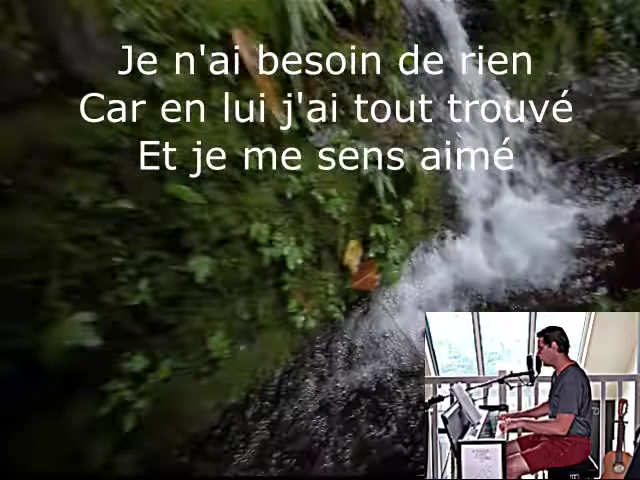 Je n'ai besoin de rien
Car en lui j'ai tout trouvé
Et je me sens aimé